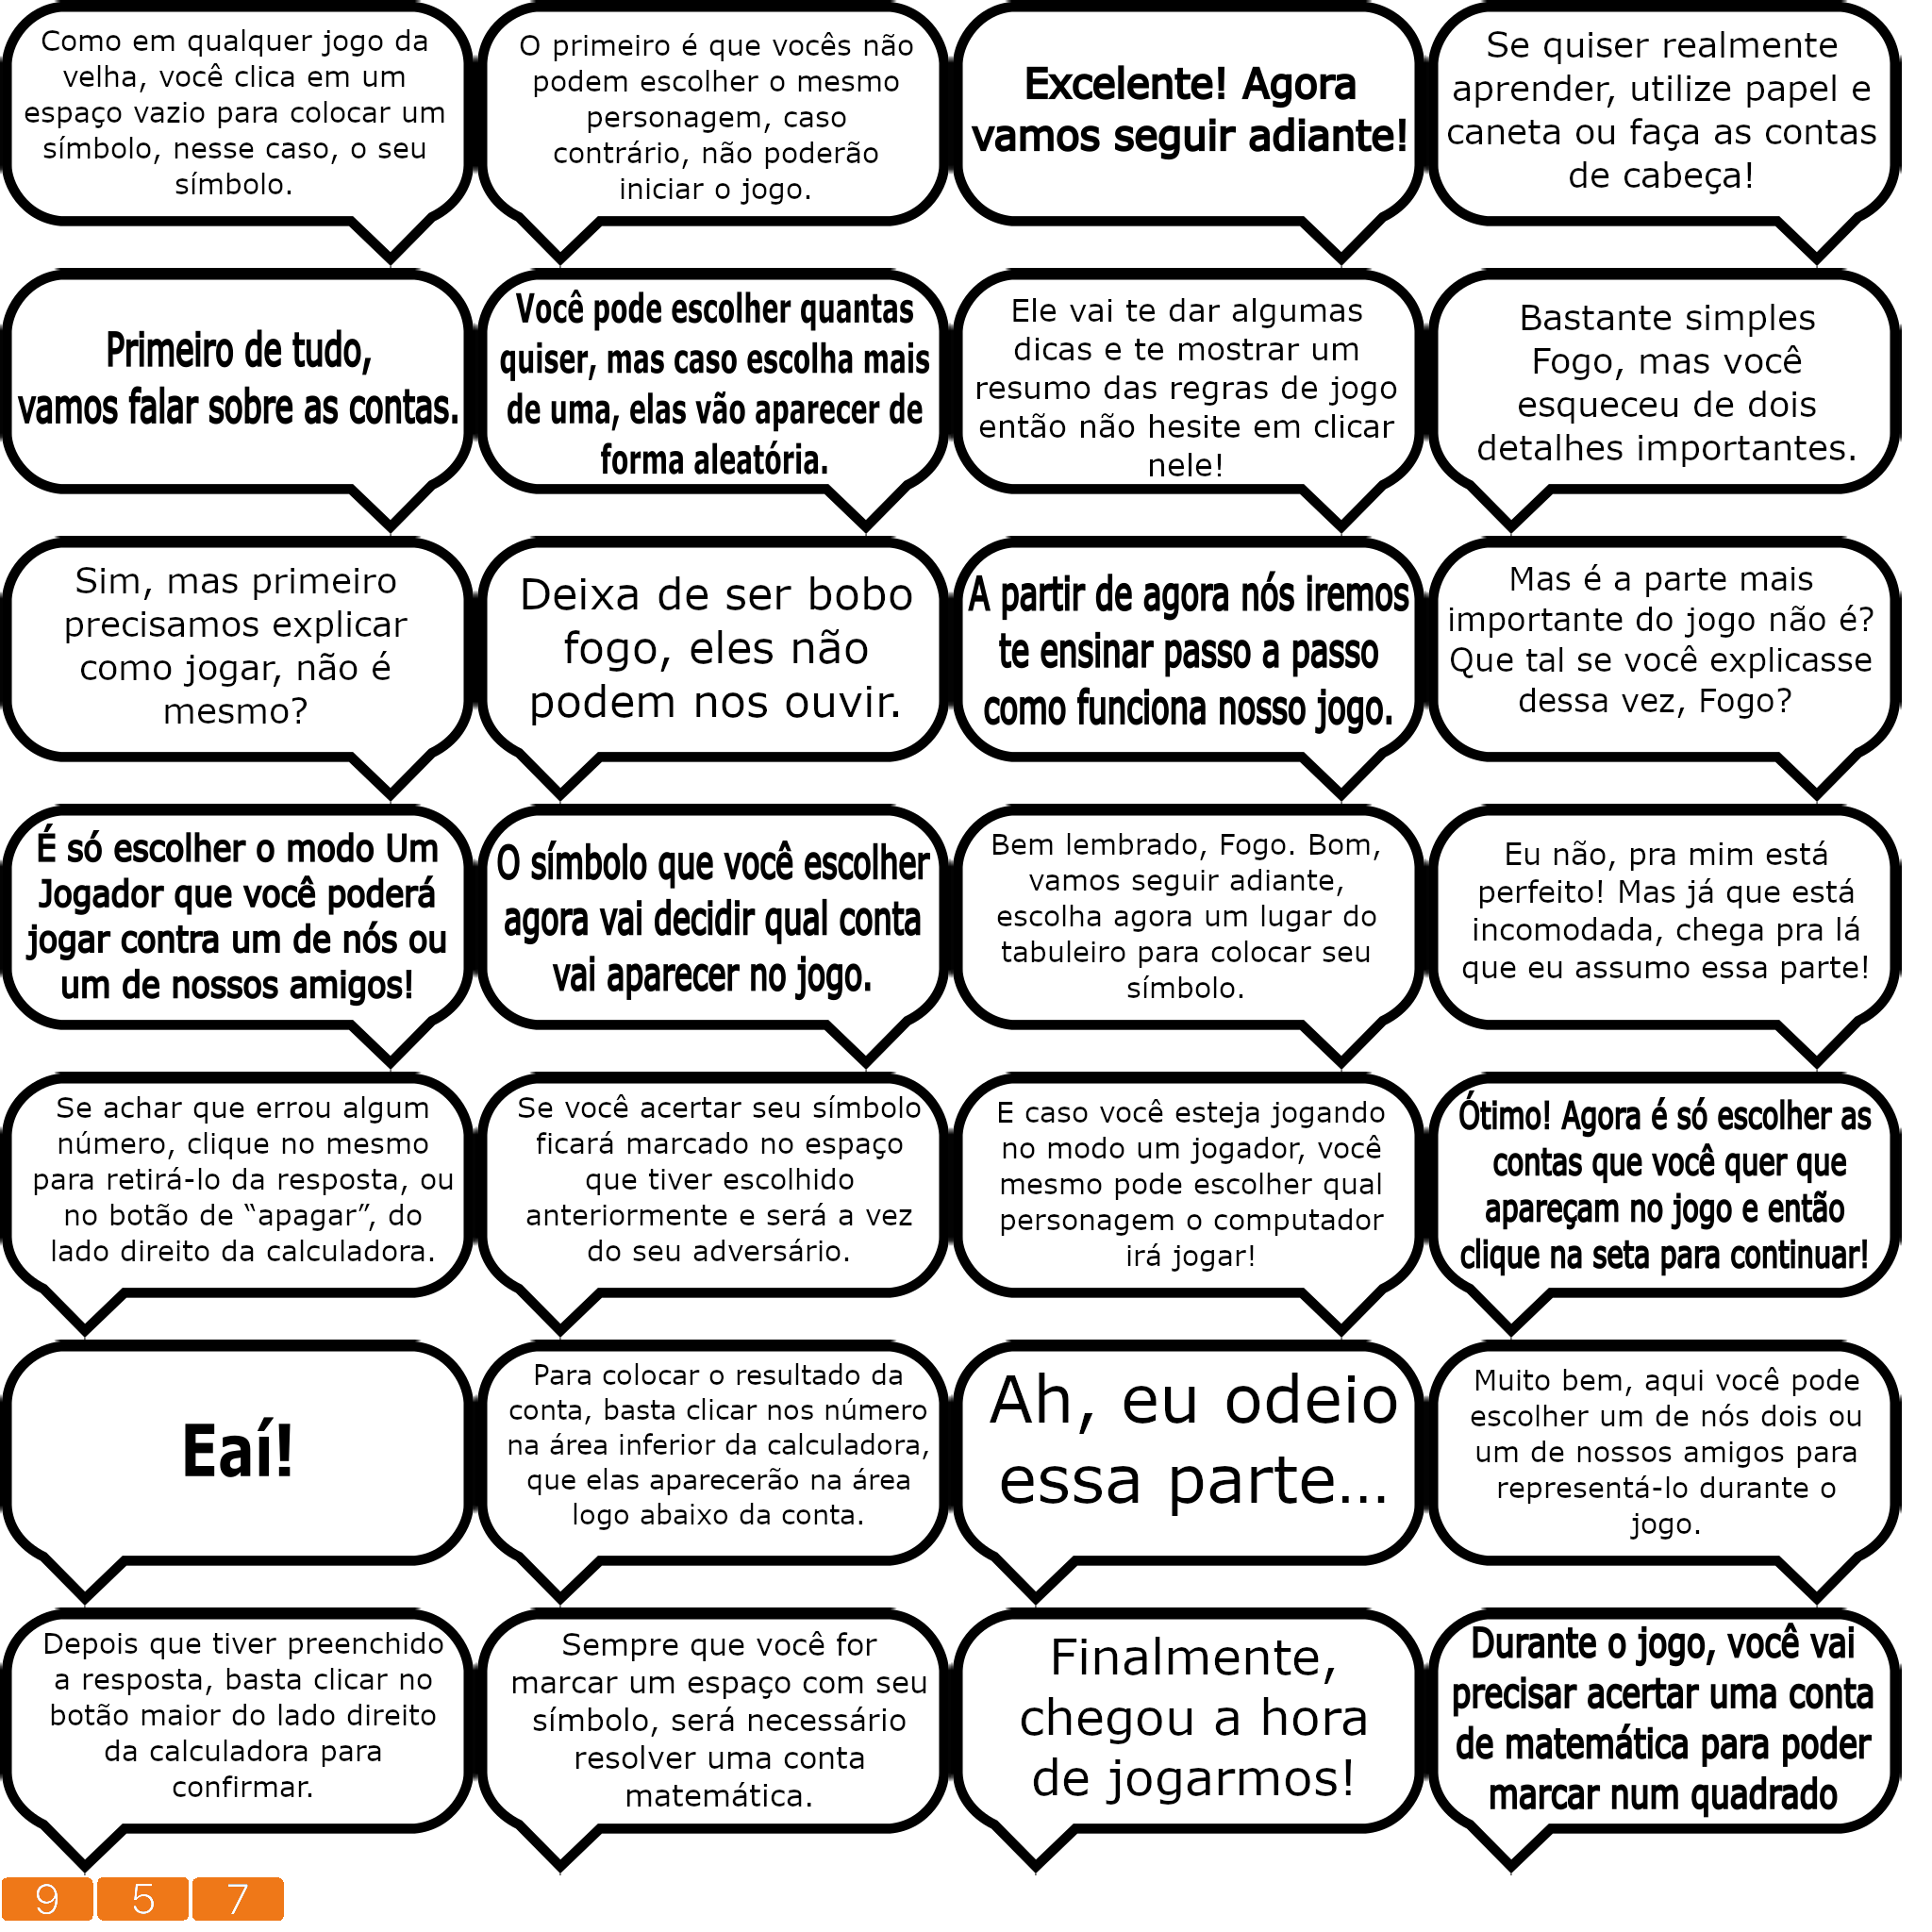 Como em qualquer jogo da
velha, você clica em um
espaço vazio para colocar um
símbolo, nesse caso, o seu
símbolo.
O primeiro é que vocês não
podem escolher o mesmo
personagem, caso
contrário, não poderão
iniciar o jogo.
Excelente! Agora
vamos seguir adiante!
Se quiser realmente
aprender, utilize papel e
caneta ou faça as contas
de cabeça!
Primeiro de tudo,
vamos falar sobre as contas.
Você pode escolher quantas
quiser, mas caso escolha mais
de uma, elas vão aparecer de
forma aleatória.
Ele vai te dar algumas
dicas e te mostrar um
resumo das regras de jogo
então não hesite em clicar
nele!
Bastante simples
Fogo, mas você
esqueceu de dois
detalhes importantes.
Sim, mas primeiro
precisamos explicar
como jogar, não é
mesmo?
Deixa de ser bobo
fogo, eles não
podem nos ouvir.
A partir de agora nós iremos
te ensinar passo a passo
como funciona nosso jogo.
Mas é a parte mais
importante do jogo não é?
Que tal se você explicasse
dessa vez, Fogo?
É só escolher o modo Um
Jogador que você poderá
jogar contra um de nós ou
um de nossos amigos!
O símbolo que você escolher
agora vai decidir qual conta
vai aparecer no jogo.
Bem lembrado, Fogo. Bom,
vamos seguir adiante,
escolha agora um lugar do
tabuleiro para colocar seu
símbolo.
Eu não, pra mim está
perfeito! Mas já que está
incomodada, chega pra lá
que eu assumo essa parte!
Se achar que errou algum
número, clique no mesmo
para retirá-lo da resposta, ou
no botão de “apagar”, do
lado direito da calculadora.
Se você acertar seu símbolo
ficará marcado no espaço
que tiver escolhido
anteriormente e será a vez
do seu adversário.
E caso você esteja jogando
no modo um jogador, você
mesmo pode escolher qual
personagem o computador
irá jogar!
Ótimo! Agora é só escolher as
contas que você quer que
apareçam no jogo e então
clique na seta para continuar!
Eaí!
Para colocar o resultado da
conta, basta clicar nos número
na área inferior da calculadora,
que elas aparecerão na área
logo abaixo da conta.
Ah, eu odeio
essa parte...
Muito bem, aqui você pode
escolher um de nós dois ou
um de nossos amigos para
representá-lo durante o
jogo.
Depois que tiver preenchido
a resposta, basta clicar no
botão maior do lado direito
da calculadora para
confirmar.
Sempre que você for
marcar um espaço com seu
símbolo, será necessário
resolver uma conta
matemática.
Finalmente,
chegou a hora
de jogarmos!
Durante o jogo, você vai
precisar acertar uma conta
de matemática para poder
marcar num quadrado
9 5 7